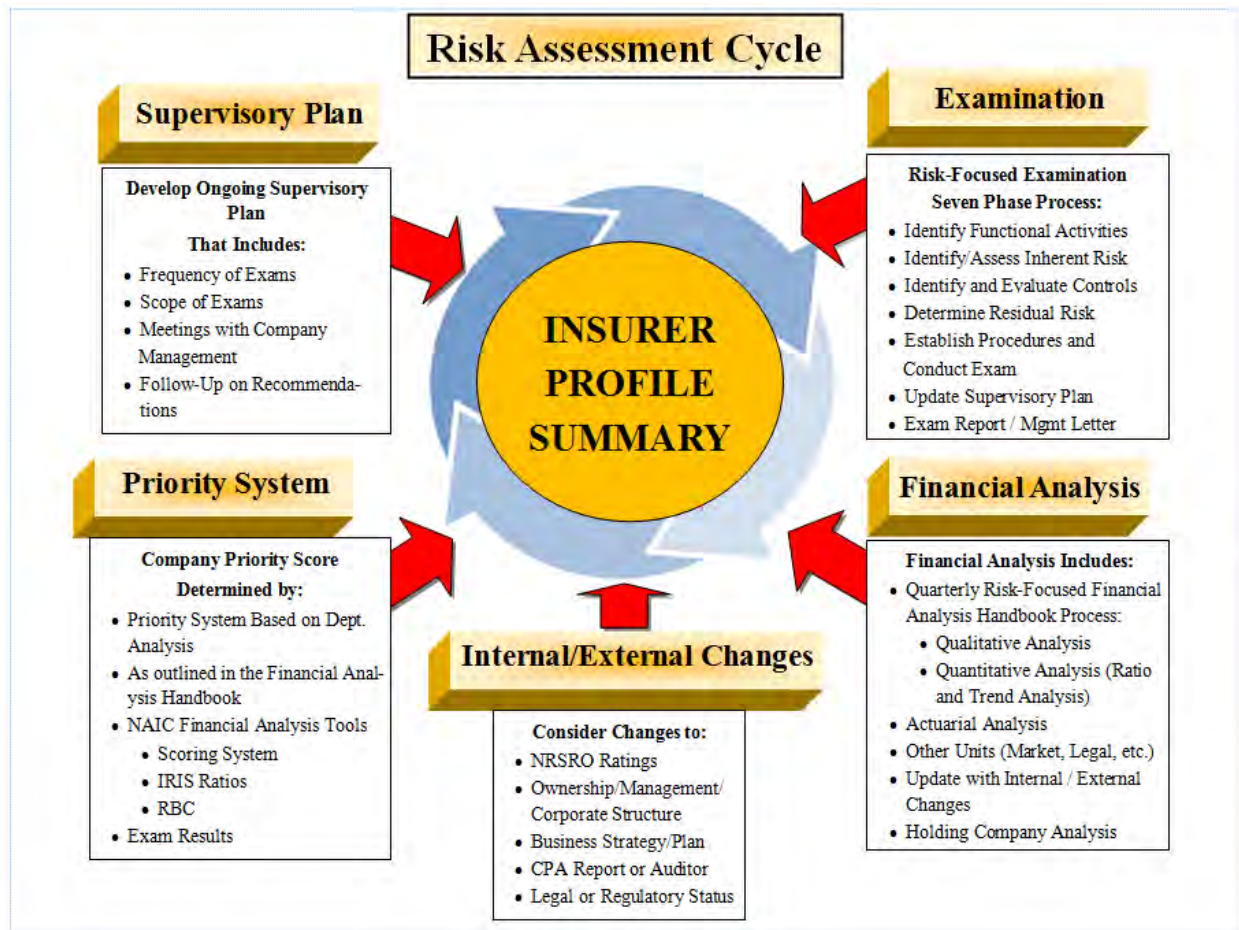 Risk Assessment Cycle
Supervisory Plan
Develop Ongoing Supervisory
Plan
That Includes:
• Frequency of Exams
• Scope of Exams
• Meetings with Company
Management
• Follow-Up on Recommenda-
tions
Examination
Risk-Focused Examination
Seven Phase Process:
• Identify Functional Activities
• Identify/Assess Inherent Risk
• Identify and Evaluate Controls
• Determine Residual Risk
• Establish Procedures and
Conduct Exam
• Update Supervisory Plan
• Exam Report / Mgmt Letter
INSURER
PROFILE
SUMMARY
Priority System
Company Priority Score
Determined by:
• Priority System Based on Dept.
Analysis
• As outlined in the Financial Anal-
ysis Handbook
• NAIC Financial Analysis Tools
• Scoring System
• IRIS Ratios
• RBC
• Exam Results
Internal/External Changes
Consider Changes to:
• NRSRO Ratings
• Ownership/Management/
Corporate Structure
• Business Strategy/Plan
• CPA Report or Auditor
• Legal or Regulatory Status
Financial Analysis
Financial Analysis Includes:
• Quarterly Risk-Focused Financial
Analysis Handbook Process:
• Qualitative Analysis
• Quantitative Analysis (Ratio
and Trend Analysis)
• Actuarial Analysis
• Other Units (Market, Legal, etc.)
• Update with Internal / External
Changes
• Holding Company Analysis